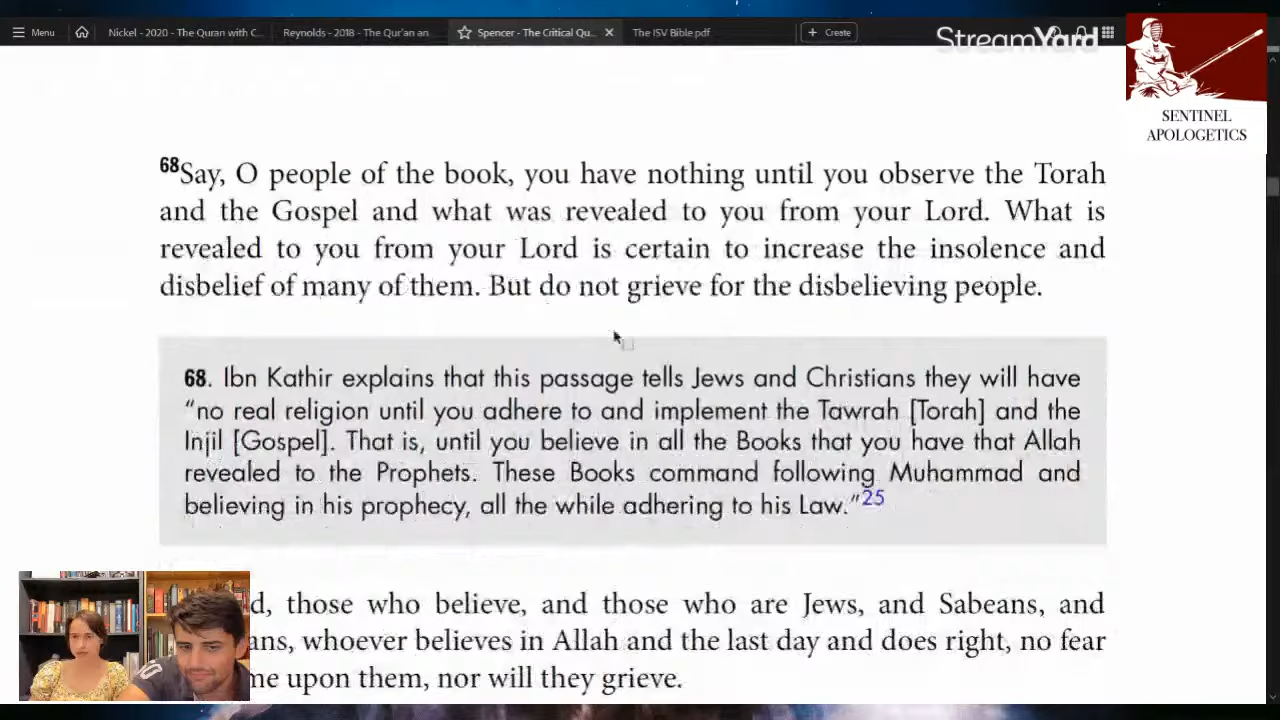 Menu
Nickel - 2020 - The Quran with C...
Reynolds - 2018 - The Qur'an an
Spencer - The Critical Qu...
The ISV Bible.pdf
Create
StreamYard
SENTINEL
APOLOGETICS
68Say, O people of the book, you have nothing until you observe the Torah
and the Gospel and what was revealed to you from your Lord. What is
revealed to you from your Lord is certain to increase the insolence and
disbelief of many of them. But do not grieve for the disbelieving people.
68. Ibn Kathir explains that this passage tells Jews and Christians they will have
“no real religion until you adhere to and implement the Tawrah [Torah] and the
Injil [Gospel]. That is, until you believe in all the Books that you have that Allah
revealed to the Prophets. These Books command following Muhammad and
believing in his prophecy, all the while adhering to his Law.”25
d, those who believe, and those who are Jews, and Sabeans, and
ans, whoever believes in Allah and the last day and does right, no fear
me upon them, nor will they grieve.